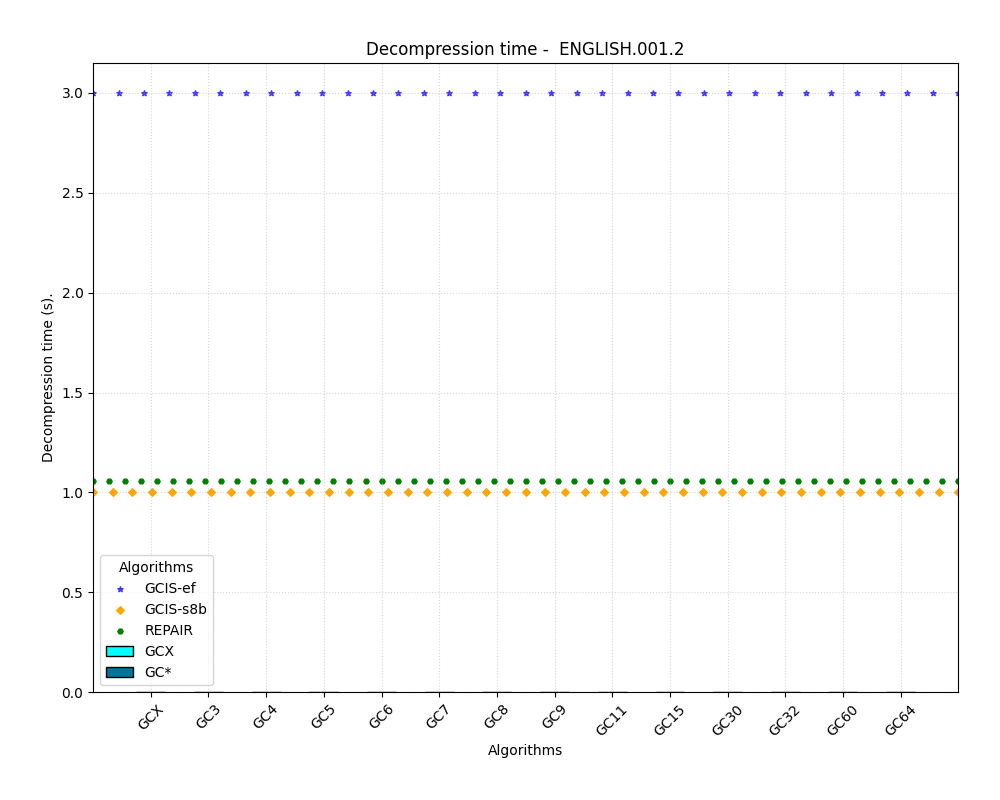 Decompression time -  ENGLISH.001.2
3.0
2.5
2.0
1.5
1.0
0.5
0.0
Decompression time (s).
Algorithms
GCIS-ef
GCIS-s8b
REPAIR
GCX
GC*
GCX
GC3
GC4
GC5
GC6
GC7
GC8
GC9
GC11
GC15
GC30
GC32
GC60
GC64
Algorithms